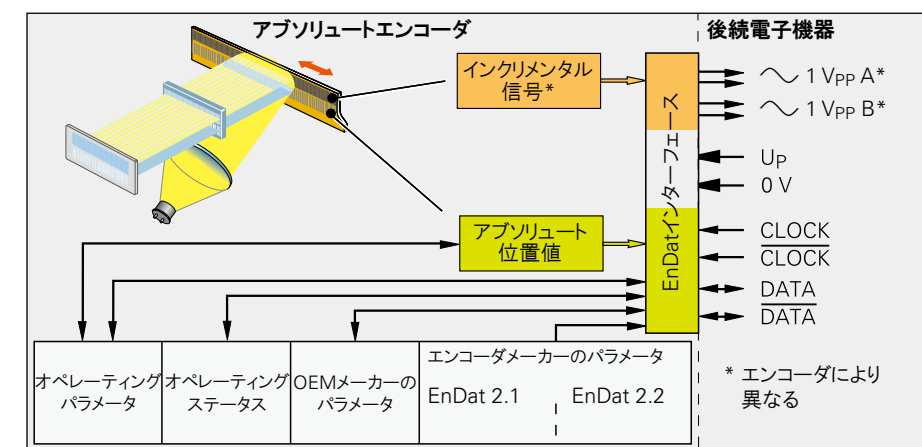 アブソリュートエンコーダ
後続電子機器
インクリメンタル
信号*
EnDatインターフェース
1 VPP A*
1 VPP B*
UP
0 V
アブソリュート
位置値
CLOCK
CLOCK
DATA
DATA
オペレーティング
パラメータ
オペレーティング
ステータス
OEMメーカーの
パラメータ
エンコーダメーカーのパラメータ
EnDat 2.1
EnDat 2.2
* エンコーダにより
異なる